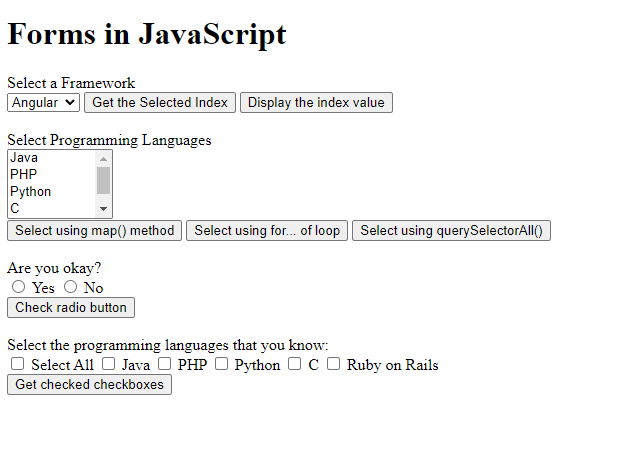 Forms in JavaScript
Select a Framework
Angular Get the Selected Index Display the index value
Select Programming Languages
Java
PHP
Python
C
Select using map() method Select using for... of loop Select using querySelectorAll()
Are you okay?
Yes No
Check radio button
Select the programming languages that you know:
Select All Java PHP Python C Ruby on Rails
Get checked checkboxes